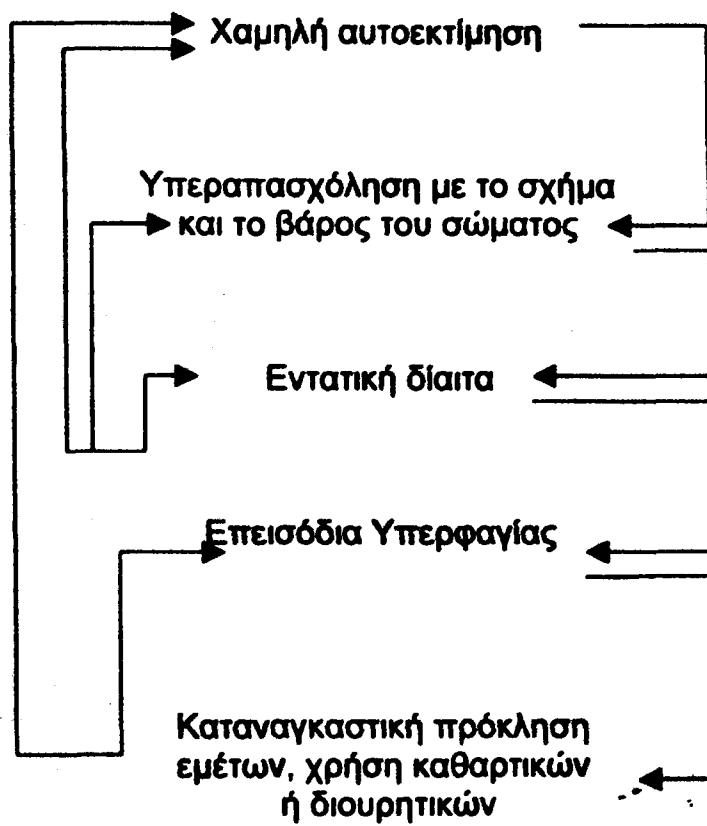 Χαμηλή αυτοεκτίμηση
Υπεραπασχόληση με το σχήμα
και το βάρος του σώματος
Εντατική δίαιτα
Επεισόδια Υπερφαγίας
Καταναγκαστική πρόκληση
εμέτων, χρήση καθαρτικών
ή διουρητικών